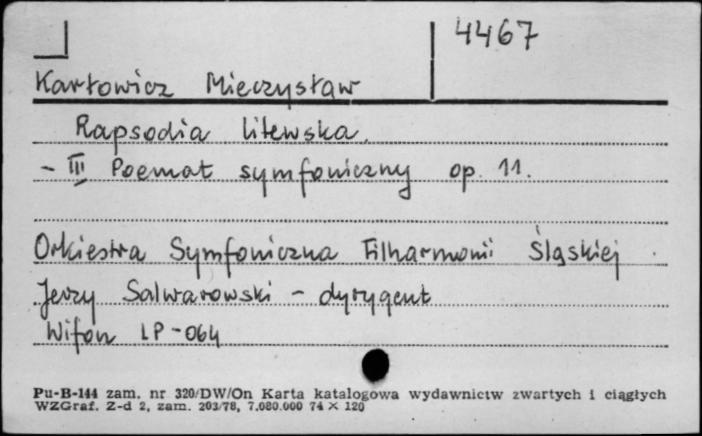 4467
Karłowicz Mieczysław
Rapsodia litewska.
- III Poemat symfoniczny op. 11.
Orkiestra Symfoniczna Filharmonii Śląskiej
Jerzy Salwarowski - dyrygent
Wifon LP-064
Pu-B-144 zam. nr 320/DW/On Karta katalogowa wydawnictw zwartych i ciągłych
WZGraf. Z-d 2, zam. 203/78, 7.080.000 74 × 120